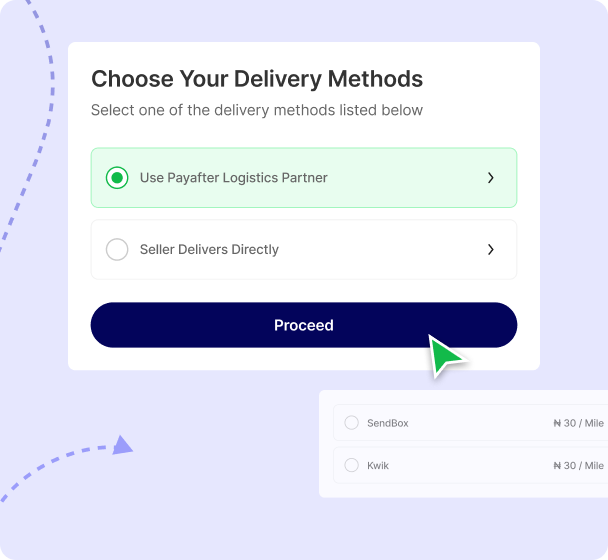 Choose Your Delivery Methods
Select one of the delivery methods listed below
Use Payafter Logistics Partner
Seller Delivers Directly
Proceed
SendBox ₦ 30 / Mile
Kwik ₦ 30 / Mile